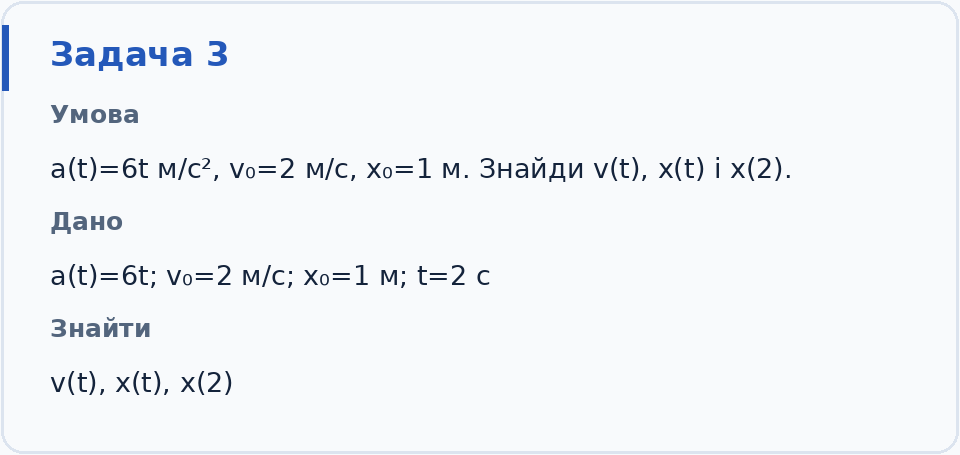 Задача 3
Умова
a(t)=6t м/с², v₀=2 м/с, x₀=1 м. Знайди v(t), x(t) і x(2).
Дано
a(t)=6t; v₀=2 м/с; x₀=1 м; t=2 с
Знайти
v(t), x(t), x(2)